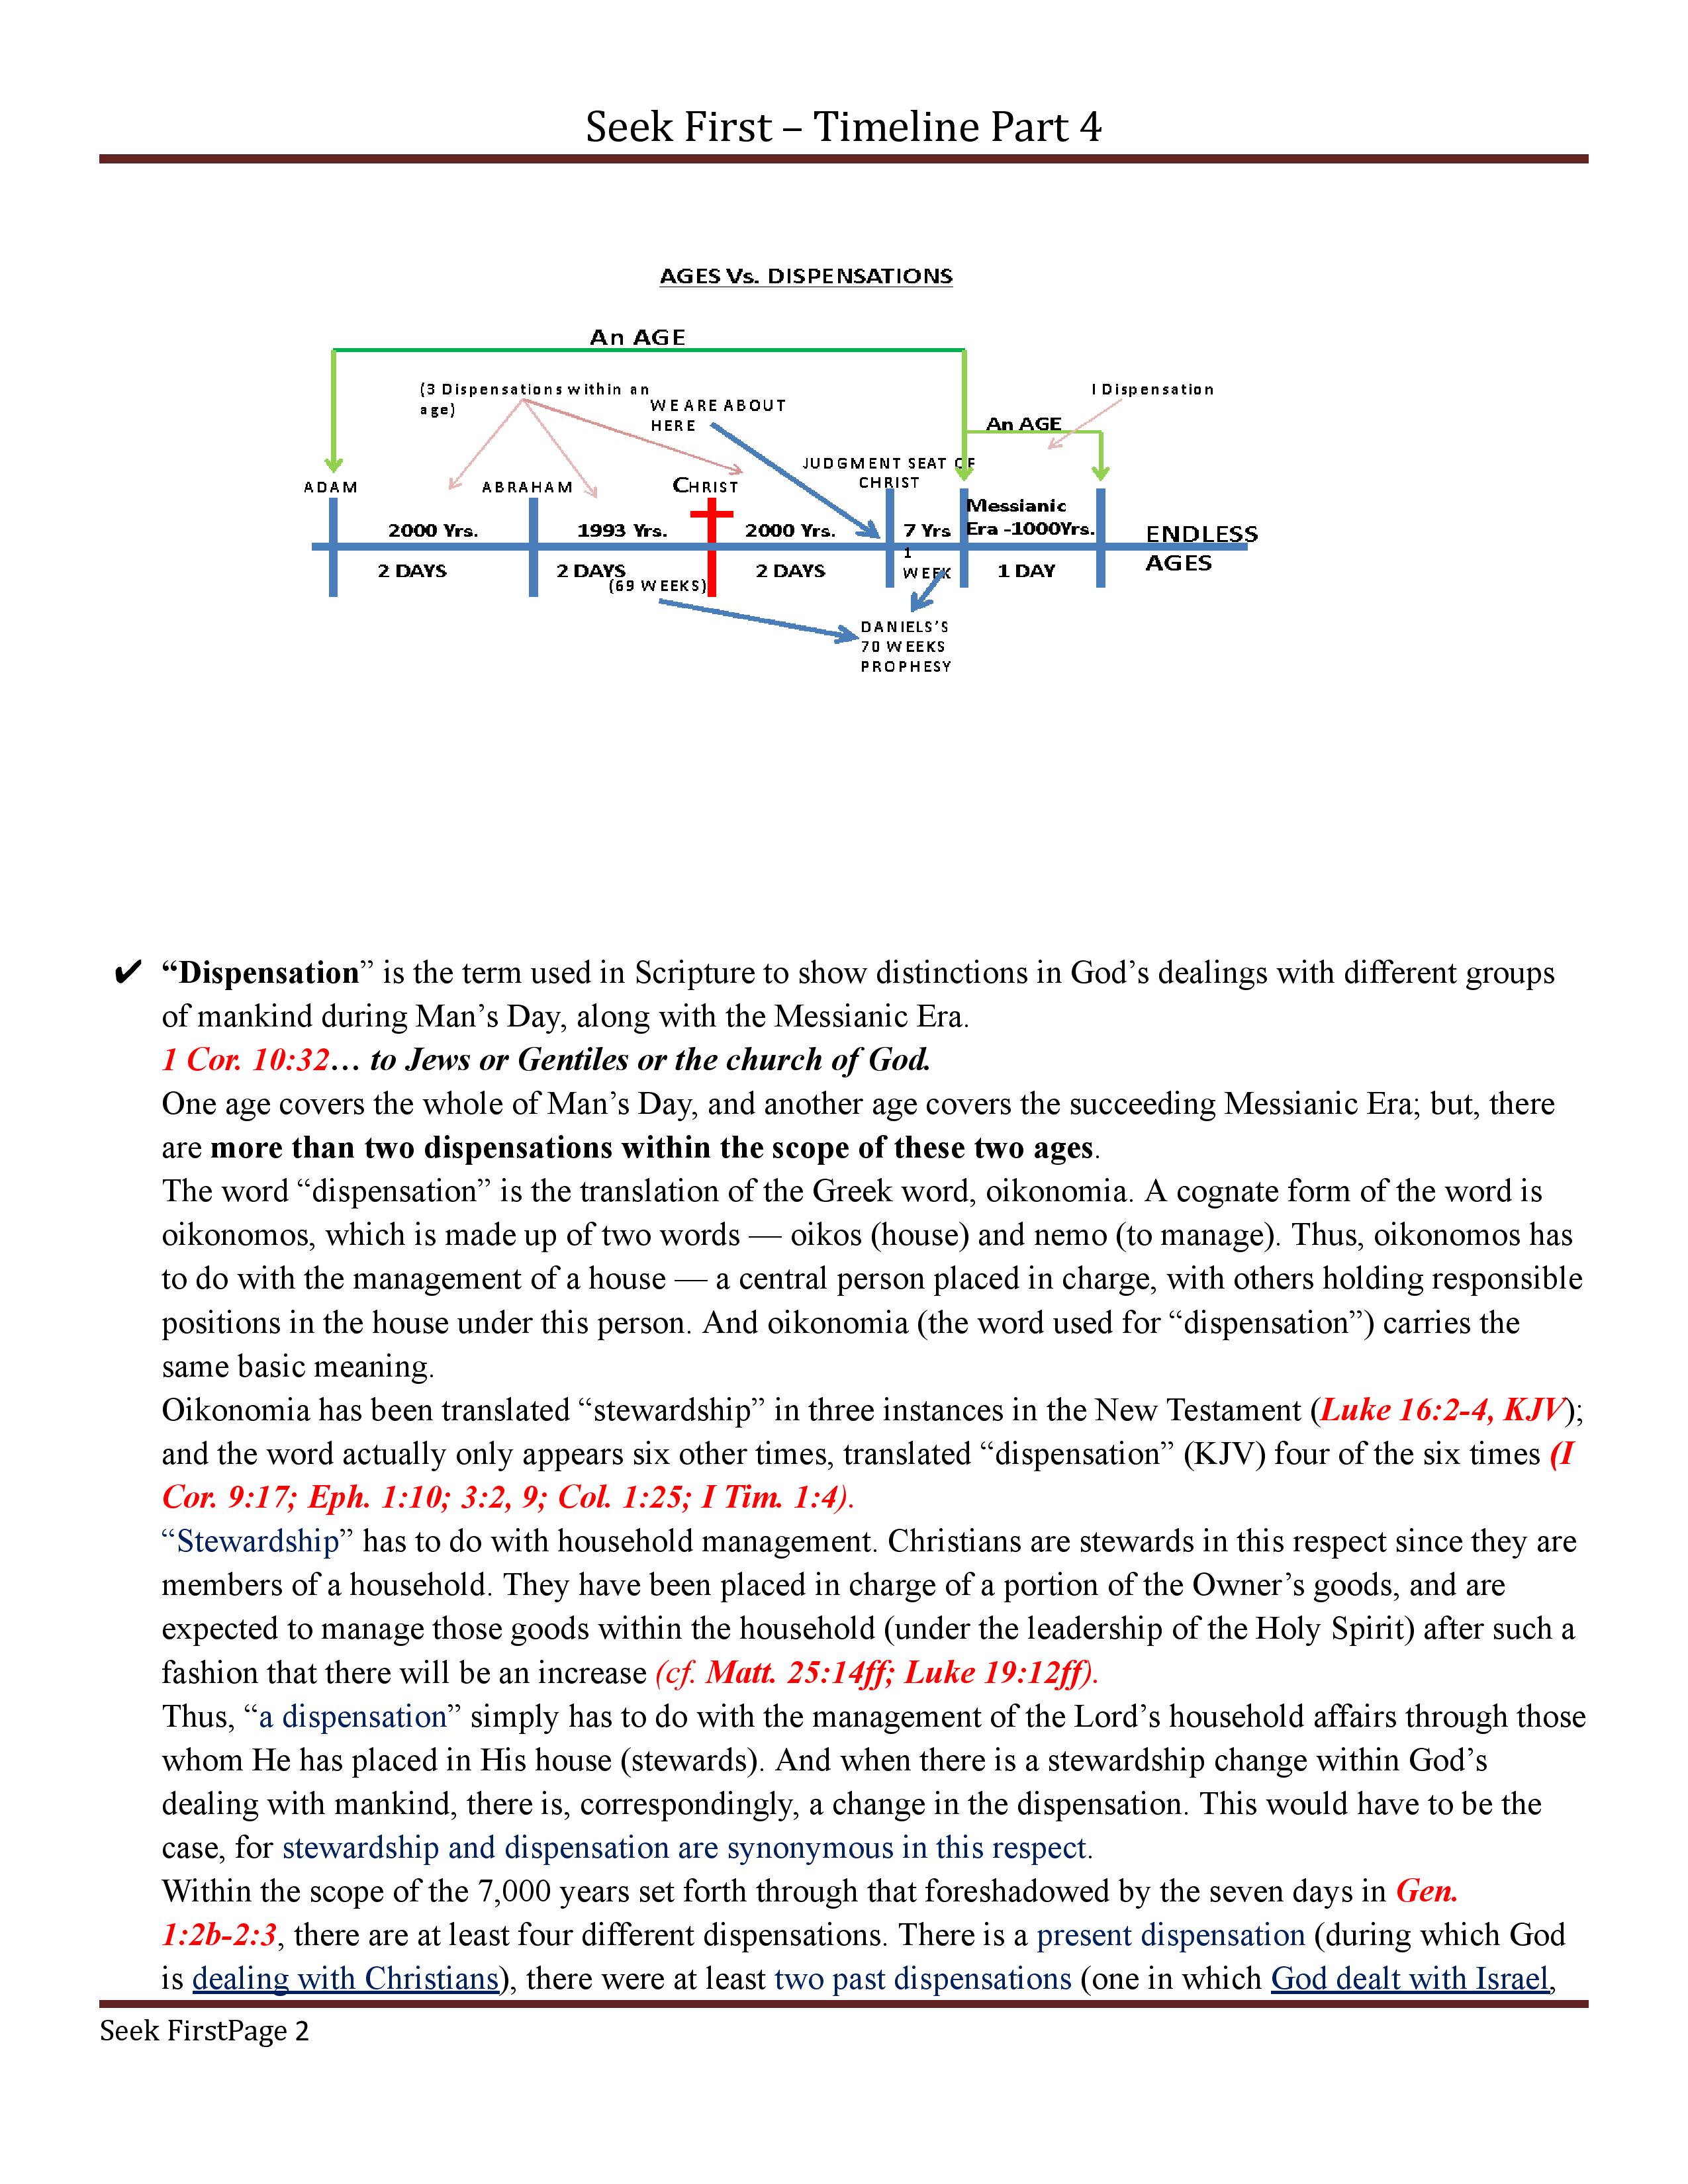 Seek First – Timeline Part 4
AGES Vs. DISPENSATIONS
An AGE
(3 Dispensations within an
age)
WE ARE ABOUT
HERE
I Dispensation
An AGE
JUDGMENT SEAT OF
CHRIST
ADAM
ABRAHAM
CHRIST
Messianic
Era -1000Yrs.
2000 Yrs.
1993 Yrs.
2000 Yrs.
7 Yrs
ENDLESS
AGES
1
WEEK
2 DAYS
2 DAYS
(69 WEEKS)
2 DAYS
1 DAY
DANIELS’S
70 WEEKS
PROPHESY
✔ “Dispensation” is the term used in Scripture to show distinctions in God’s dealings with different groups
of mankind during Man’s Day, along with the Messianic Era.
1 Cor. 10:32… to Jews or Gentiles or the church of God.
One age covers the whole of Man’s Day, and another age covers the succeeding Messianic Era; but, there
are more than two dispensations within the scope of these two ages.
The word “dispensation” is the translation of the Greek word, oikonomia. A cognate form of the word is
oikonomos, which is made up of two words — oikos (house) and nemo (to manage). Thus, oikonomos has
to do with the management of a house — a central person placed in charge, with others holding responsible
positions in the house under this person. And oikonomia (the word used for “dispensation”) carries the
same basic meaning.
Oikonomia has been translated “stewardship” in three instances in the New Testament (Luke 16:2-4, KJV);
and the word actually only appears six other times, translated “dispensation” (KJV) four of the six times (I
Cor. 9:17; Eph. 1:10; 3:2, 9; Col. 1:25; I Tim. 1:4).
“Stewardship” has to do with household management. Christians are stewards in this respect since they are
members of a household. They have been placed in charge of a portion of the Owner’s goods, and are
expected to manage those goods within the household (under the leadership of the Holy Spirit) after such a
fashion that there will be an increase (cf. Matt. 25:14ff; Luke 19:12ff).
Thus, “a dispensation” simply has to do with the management of the Lord’s household affairs through those
whom He has placed in His house (stewards). And when there is a stewardship change within God’s
dealing with mankind, there is, correspondingly, a change in the dispensation. This would have to be the
case, for stewardship and dispensation are synonymous in this respect.
Within the scope of the 7,000 years set forth through that foreshadowed by the seven days in Gen.
1:2b-2:3, there are at least four different dispensations. There is a present dispensation (during which God
is dealing with Christians), there were at least two past dispensations (one in which God dealt with Israel,
Seek FirstPage 2